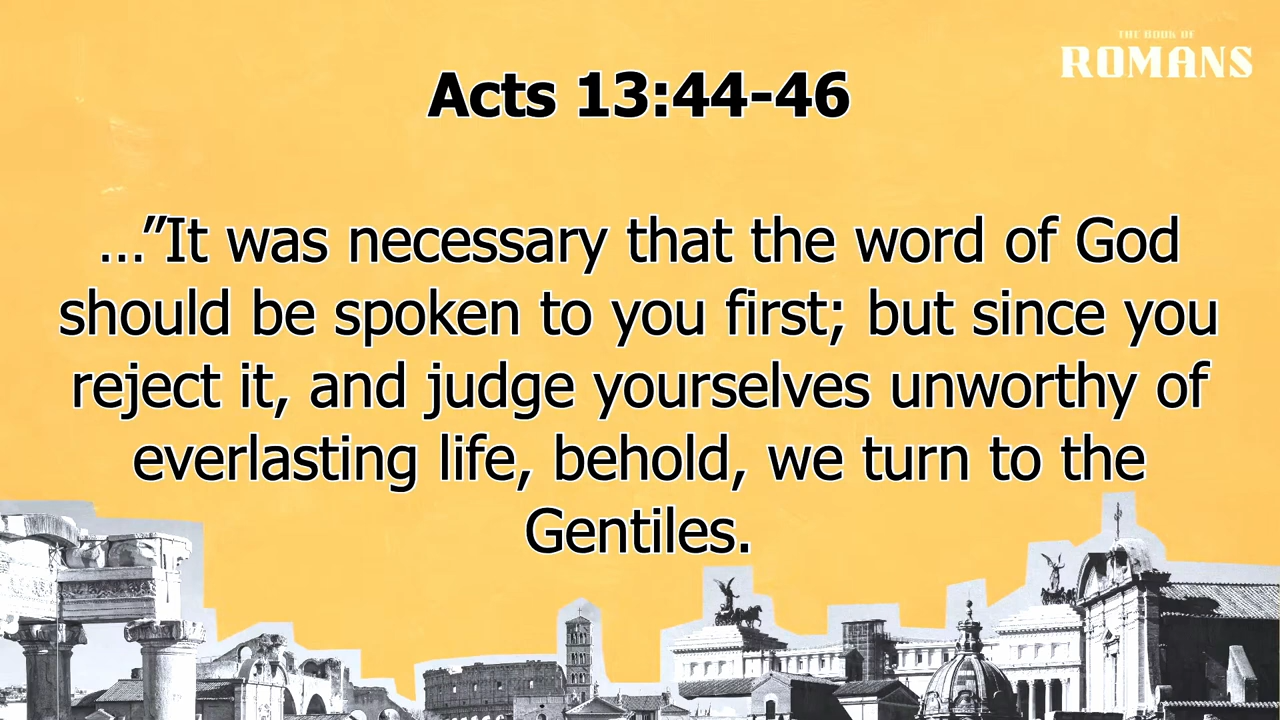 THE BOOK OF
ROMANS
Acts 13:44-46
...”It was necessary that the word of God
should be spoken to you first; but since you
reject it, and judge yourselves unworthy of
everlasting life, behold, we turn to the
Gentiles.